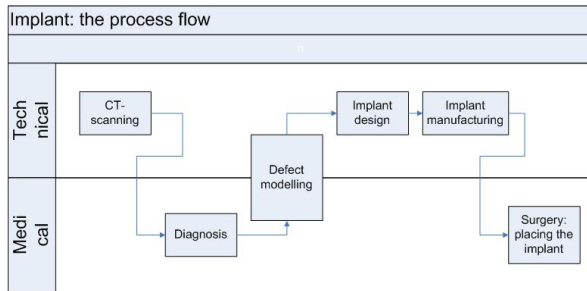 Implant: the process flow
n
Tech
nical
CT-
scanning
Implant
design
Implant
manufacturing
Defect
modelling
Medi
cal
Diagnosis
Surgery:
placing the
implant